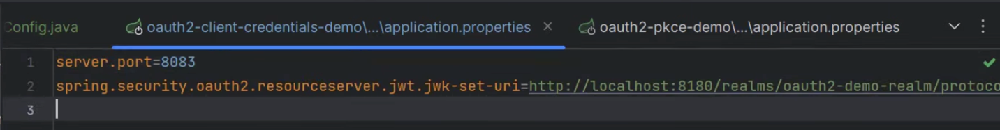 Config.java oauth2-client-credentials-demo\...\application.properties oauth2-pkce-demo\...\application.properties
1 server.port=8083
2 spring.security.oauth2.resourceserver.jwt.jwk-set-uri=http://localhost:8180/realms/oauth2-demo-realm/protoco
3